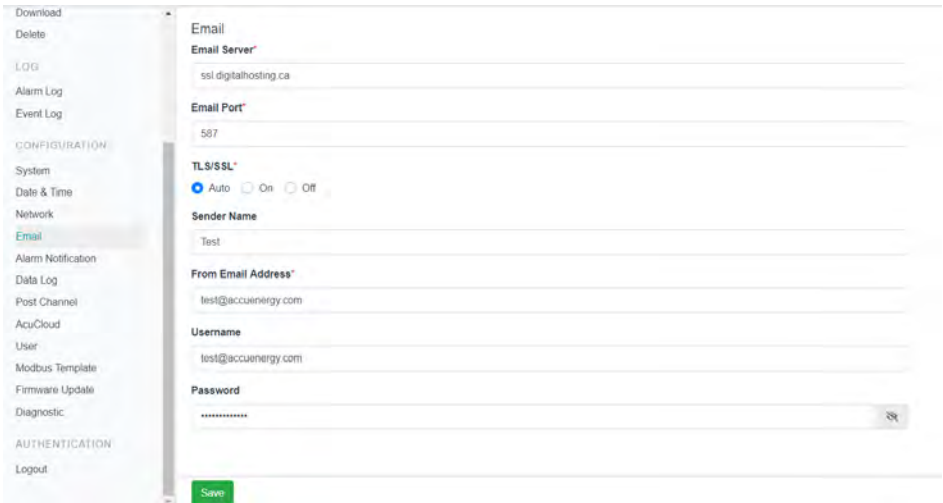 Download
Delete
LOG
Alarm Log
Event Log
CONFIGURATION
System
Date & Time
Network
Email
Alarm Notification
Data Log
Post Channel
AcuCloud
User
Modbus Template
Firmware Update
Diagnostic
AUTHENTICATION
Logout
Email
Email Server*
ssl.digitalhosting.ca
Email Port*
587
TLS/SSL*
Auto On Off
Sender Name
Test
From Email Address*
test@accuenergy.com
Username
test@accuenergy.com
Password
•••••••••••••
Save